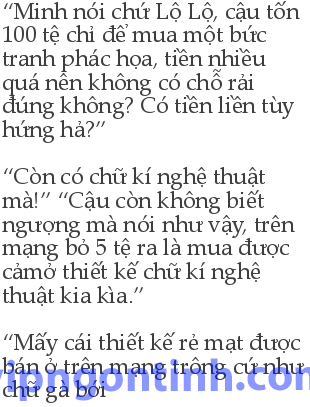 “Mình nói chứ Lộ Lộ, cậu tốn
100 tệ chỉ để mua một bức
tranh phác họa, tiền nhiều
quá nên không có chỗ rải
đúng không? Có tiền liền tùy
hứng hả?”
“Còn có chữ kí nghệ thuật
mà!” “Cậu còn không biết
ngượng mà nói như vậy, trên
mạng bỏ 5 tệ ra là mua được
cảmở thiết kế chữ kí nghệ
thuật kia kìa.”
“Mấy cái thiết kế rẻ mạt được
bán ở trên mạng trông cứ như
chữ gà bới
vipngontinh.com